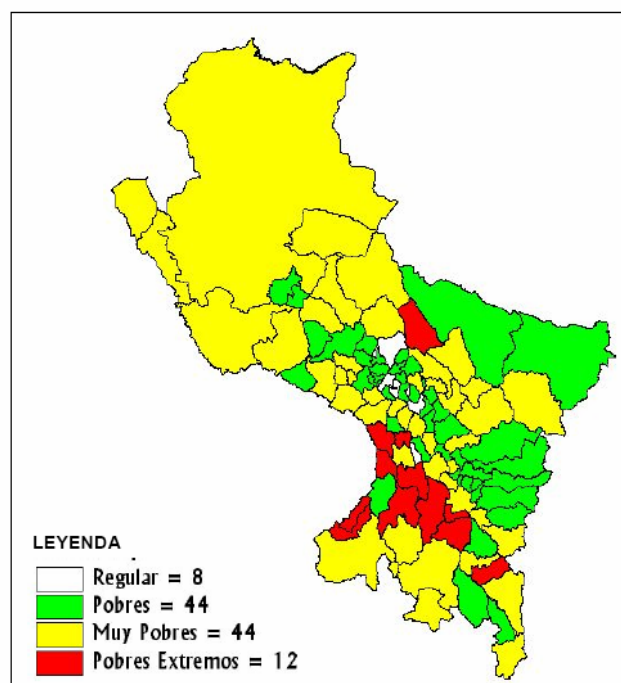 LEYENDA
Regular = 8
Pobres = 44
Muy Pobres = 44
Pobres Extremos = 12